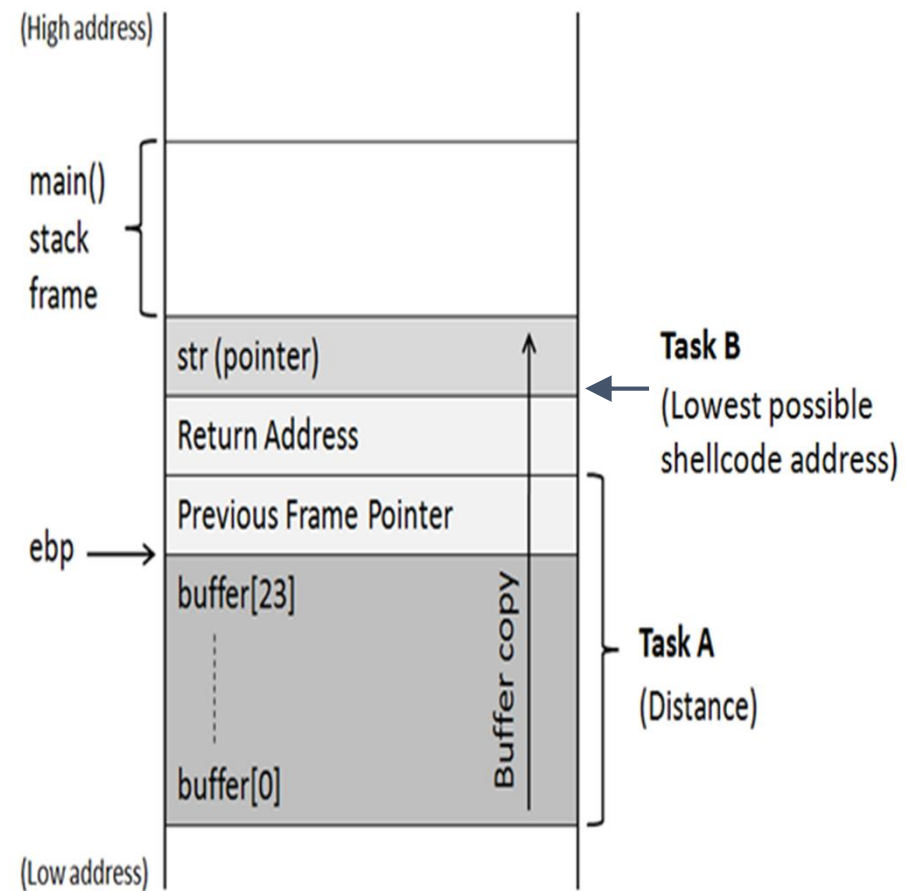 (High address)
main()
stack
frame
str (pointer)
Return Address
Previous Frame Pointer
ebp
buffer[23]
buffer[0]
Buffer copy
Task B
(Lowest possible
shellcode address)
Task A
(Distance)
(Low address)